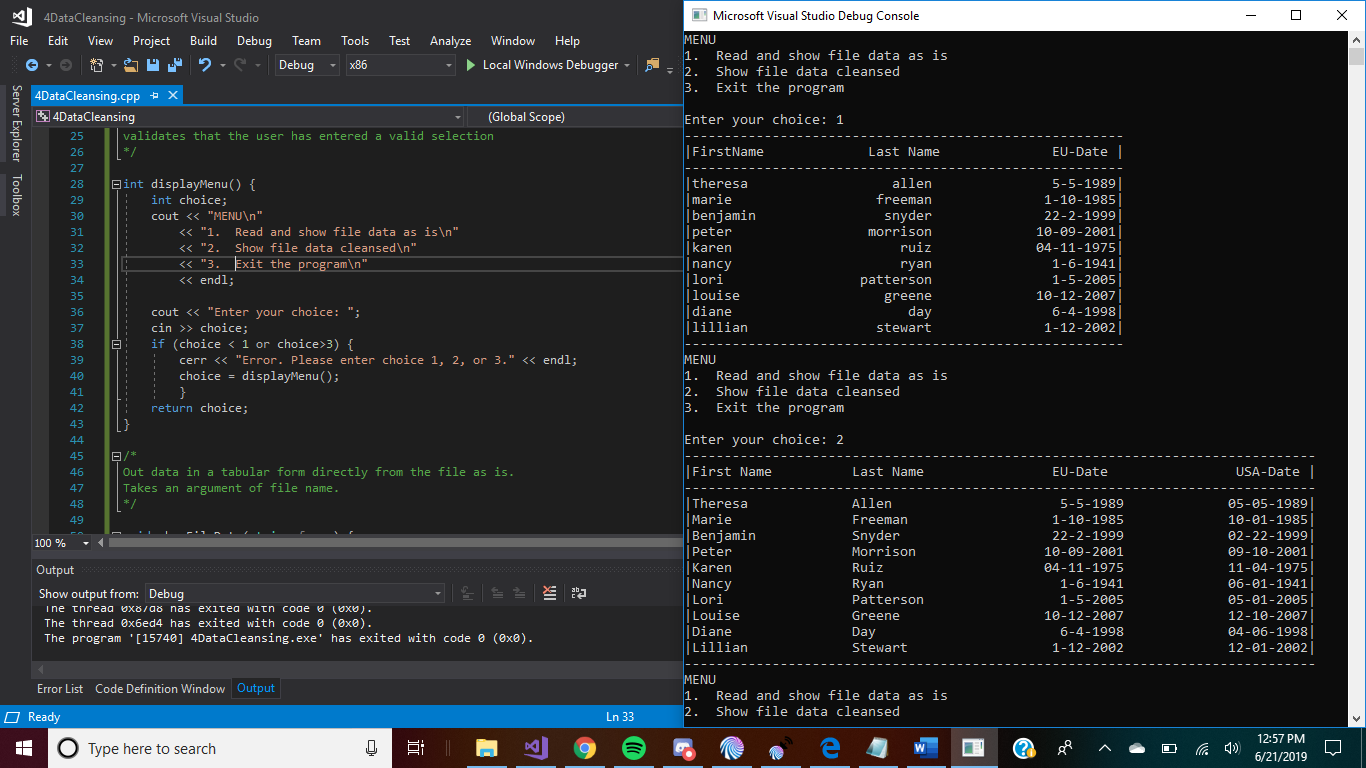 4DataCleansing - Microsoft Visual Studio
File Edit View Project Build Debug Team Tools Test Analyze Window Help
Debug x86 Local Windows Debugger
Server Explorer
Toolbox
4DataCleansing.cpp
4DataCleansing (Global Scope)
25 validates that the user has entered a valid selection
26 */
27
28 int displayMenu() {
29 int choice;
30 cout << "MENU\n"
31 << "1.  Read and show file data as is\n"
32 << "2.  Show file data cleansed\n"
33 << "3.  Exit the program\n"
34 << endl;
35
36 cout << "Enter your choice: ";
37 cin >> choice;
38 if (choice < 1 or choice>3) {
39 cerr << "Error. Please enter choice 1, 2, or 3." << endl;
40 choice = displayMenu();
41 }
42 return choice;
43 }
44
45 /*
46 Out data in a tabular form directly from the file as is.
47 Takes an argument of file name.
48 */
49
100 %
Output
Show output from: Debug
The thread 0x87d8 has exited with code 0 (0x0).
The thread 0x6ed4 has exited with code 0 (0x0).
The program '[15740] 4DataCleansing.exe' has exited with code 0 (0x0).
Error List Code Definition Window Output
Ready Ln 33
Microsoft Visual Studio Debug Console
MENU
1.  Read and show file data as is
2.  Show file data cleansed
3.  Exit the program
Enter your choice: 1
-------------------------------------------------------
|FirstName Last Name EU-Date |
-------------------------------------------------------
|theresa allen 5-5-1989|
|marie freeman 1-10-1985|
|benjamin snyder 22-2-1999|
|peter morrison 10-09-2001|
|karen ruiz 04-11-1975|
|nancy ryan 1-6-1941|
|lori patterson 1-5-2005|
|louise greene 10-12-2007|
|diane day 6-4-1998|
|lillian stewart 1-12-2002|
-------------------------------------------------------
MENU
1.  Read and show file data as is
2.  Show file data cleansed
3.  Exit the program
Enter your choice: 2
-------------------------------------------------------------------------------
|First Name Last Name EU-Date USA-Date |
-------------------------------------------------------------------------------
|Theresa Allen 5-5-1989 05-05-1989|
|Marie Freeman 1-10-1985 10-01-1985|
|Benjamin Snyder 22-2-1999 02-22-1999|
|Peter Morrison 10-09-2001 09-10-2001|
|Karen Ruiz 04-11-1975 11-04-1975|
|Nancy Ryan 1-6-1941 06-01-1941|
|Lori Patterson 1-5-2005 05-01-2005|
|Louise Greene 10-12-2007 12-10-2007|
|Diane Day 6-4-1998 04-06-1998|
|Lillian Stewart 1-12-2002 12-01-2002|
-------------------------------------------------------------------------------
MENU
1.  Read and show file data as is
2.  Show file data cleansed
Type here to search
12:57 PM
6/21/2019